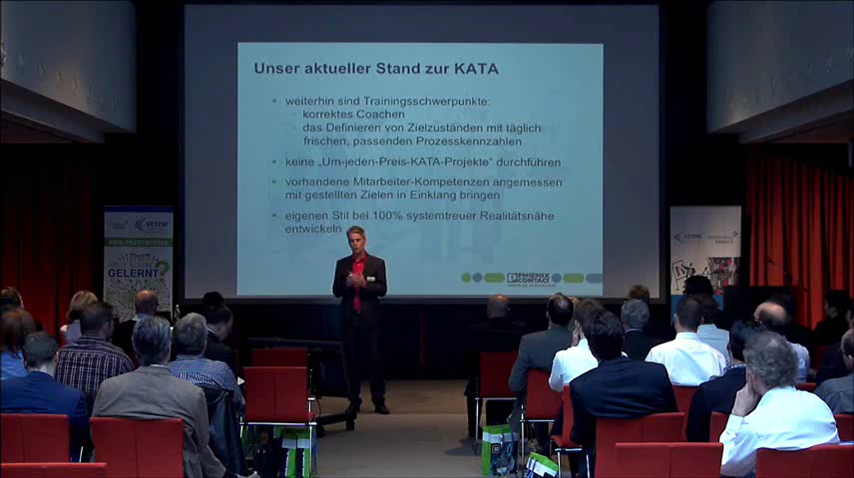 Unser aktueller Stand zur KATA
weiterhin sind Trainingsschwerpunkte:
- korrektes Coachen
- das Definieren von Zielzuständen mit täglich
frischen, passenden Prozesskennzahlen
keine „Um-jeden-Preis-KATA-Projekte" durchführen
vorhandene Mitarbeiter-Kompetenzen angemessen
mit gestellten Zielen in Einklang bringen
eigenen Stil bei 100% systemtreuer Realitätsnähe
entwickeln
PHŒNIX
CONTACT
GELERNT?